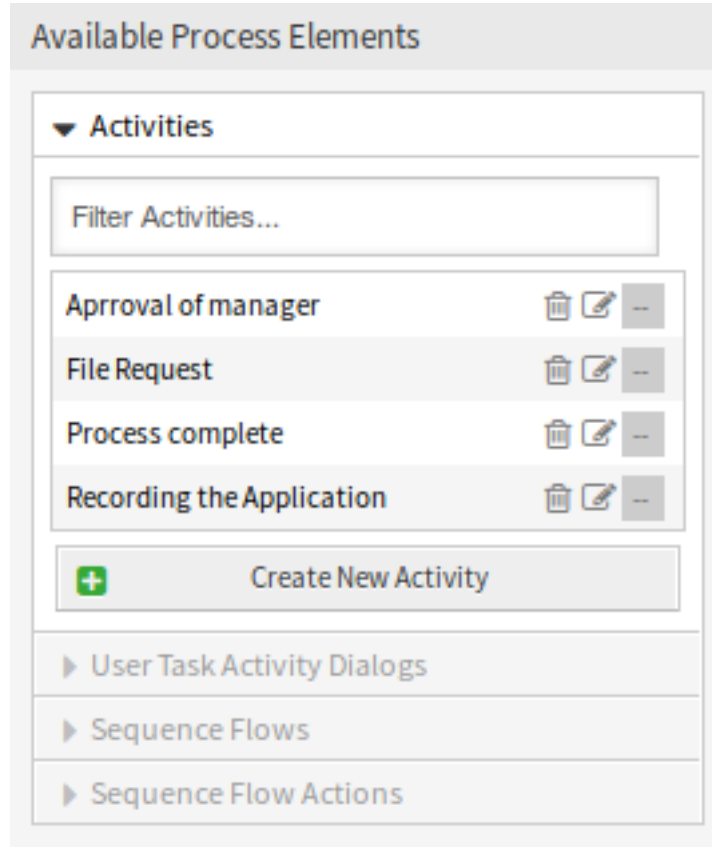 Available Process Elements
Activities
Filter Activities...
Aprroval of manager
File Request
Process complete
Recording the Application
Create New Activity
User Task Activity Dialogs
Sequence Flows
Sequence Flow Actions